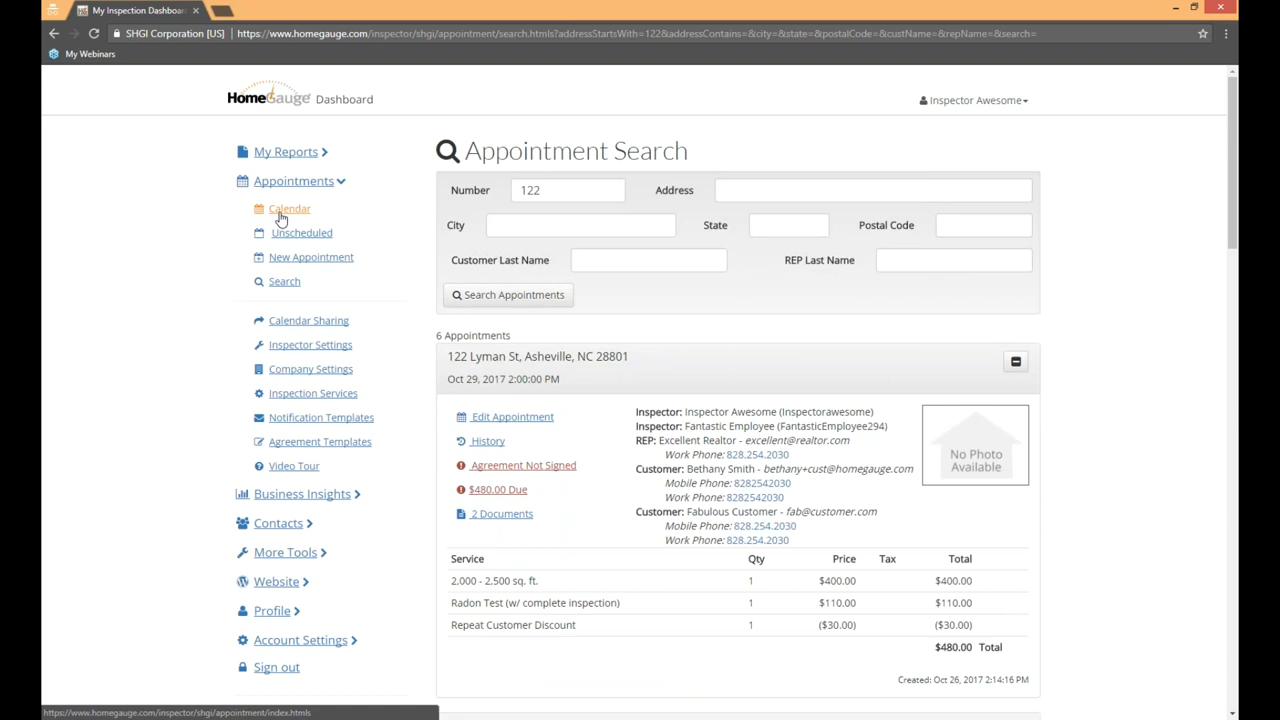 My Inspection Dashboar
SHGI Corporation [US]
https://www.homegauge.com/inspector/shgi/appointment/search.htmls?addressStartsWith=122&addressContains=&city=&state=&postalCode=&custName=&repName=&search=
My Webinars
HomeGauge Dashboard
Inspector Awesome
My Reports
Appointments
Calendar
Unscheduled
New Appointment
Search
Calendar Sharing
Inspector Settings
Company Settings
Inspection Services
Notification Templates
Agreement Templates
Video Tour
Business Insights
Contacts
More Tools
Website
Profile
Account Settings
Sign out
Appointment Search
Number 122 Address
City State Postal Code
Customer Last Name REP Last Name
Search Appointments
6 Appointments
122 Lyman St, Asheville, NC 28801
Oct 29, 2017 2:00:00 PM
Edit Appointment
History
Agreement Not Signed
$480.00 Due
2 Documents
Inspector: Inspector Awesome (Inspectorawesome)
Inspector: Fantastic Employee (FantasticEmployee294)
REP: Excellent Realtor - excellent@realtor.com
Work Phone: 828.254.2030
Customer: Bethany Smith - bethany+cust@homegauge.com
Mobile Phone: 8282542030
Work Phone: 8282542030
Customer: Fabulous Customer - fab@customer.com
Mobile Phone: 828.254.2030
Work Phone: 828.254.2030
No Photo
Available
Service Qty Price Tax Total
2,000 - 2,500 sq. ft. 1 $400.00 $400.00
Radon Test (w/ complete inspection) 1 $110.00 $110.00
Repeat Customer Discount 1 ($30.00) ($30.00)
$480.00 Total
Created: Oct 26, 2017 2:14:16 PM
https://www.homegauge.com/inspector/shgi/appointment/index.htmls